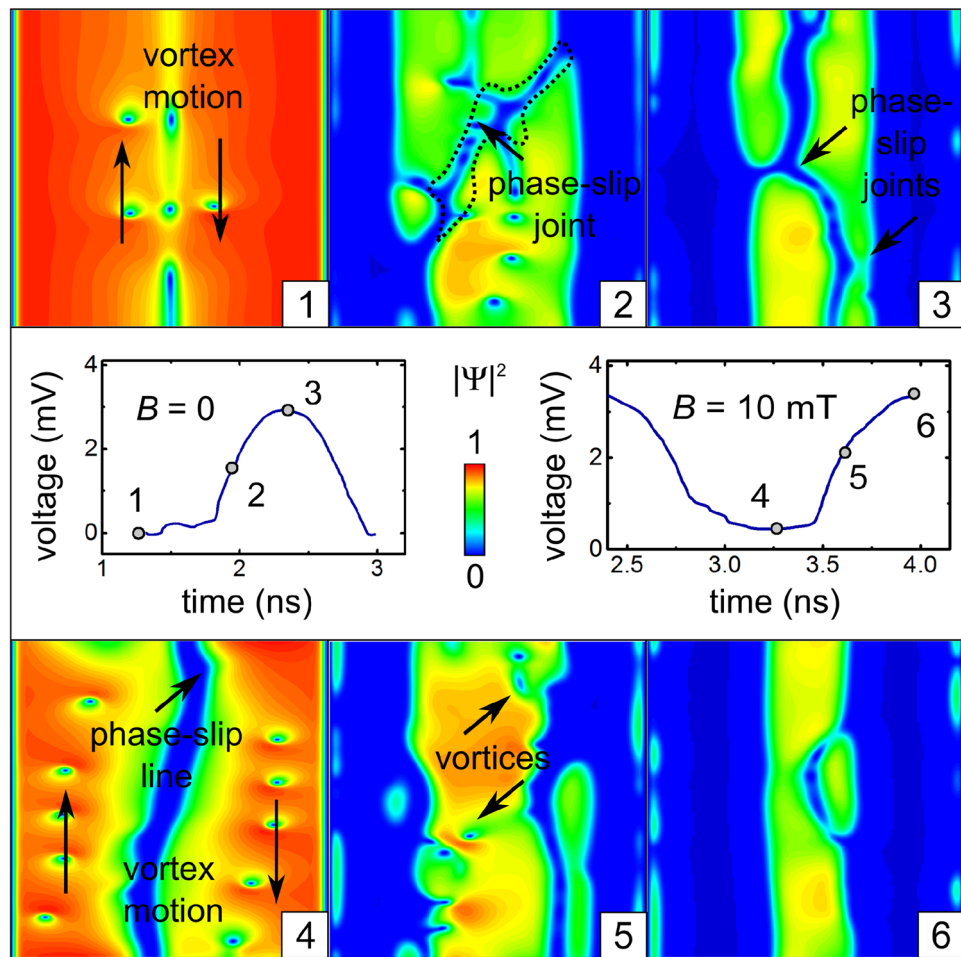 vortex
motion
1
phase-slip
joint
2
phase-
slip
joints
3
voltage (mV)
4
2
0
B = 0
1
2
3
1
2
3
time (ns)
|Ψ|²
1
0
voltage (mV)
4
2
0
B = 10 mT
4
5
6
2.5
3.0
3.5
4.0
time (ns)
phase-slip
line
vortex
motion
4
vortices
5
6